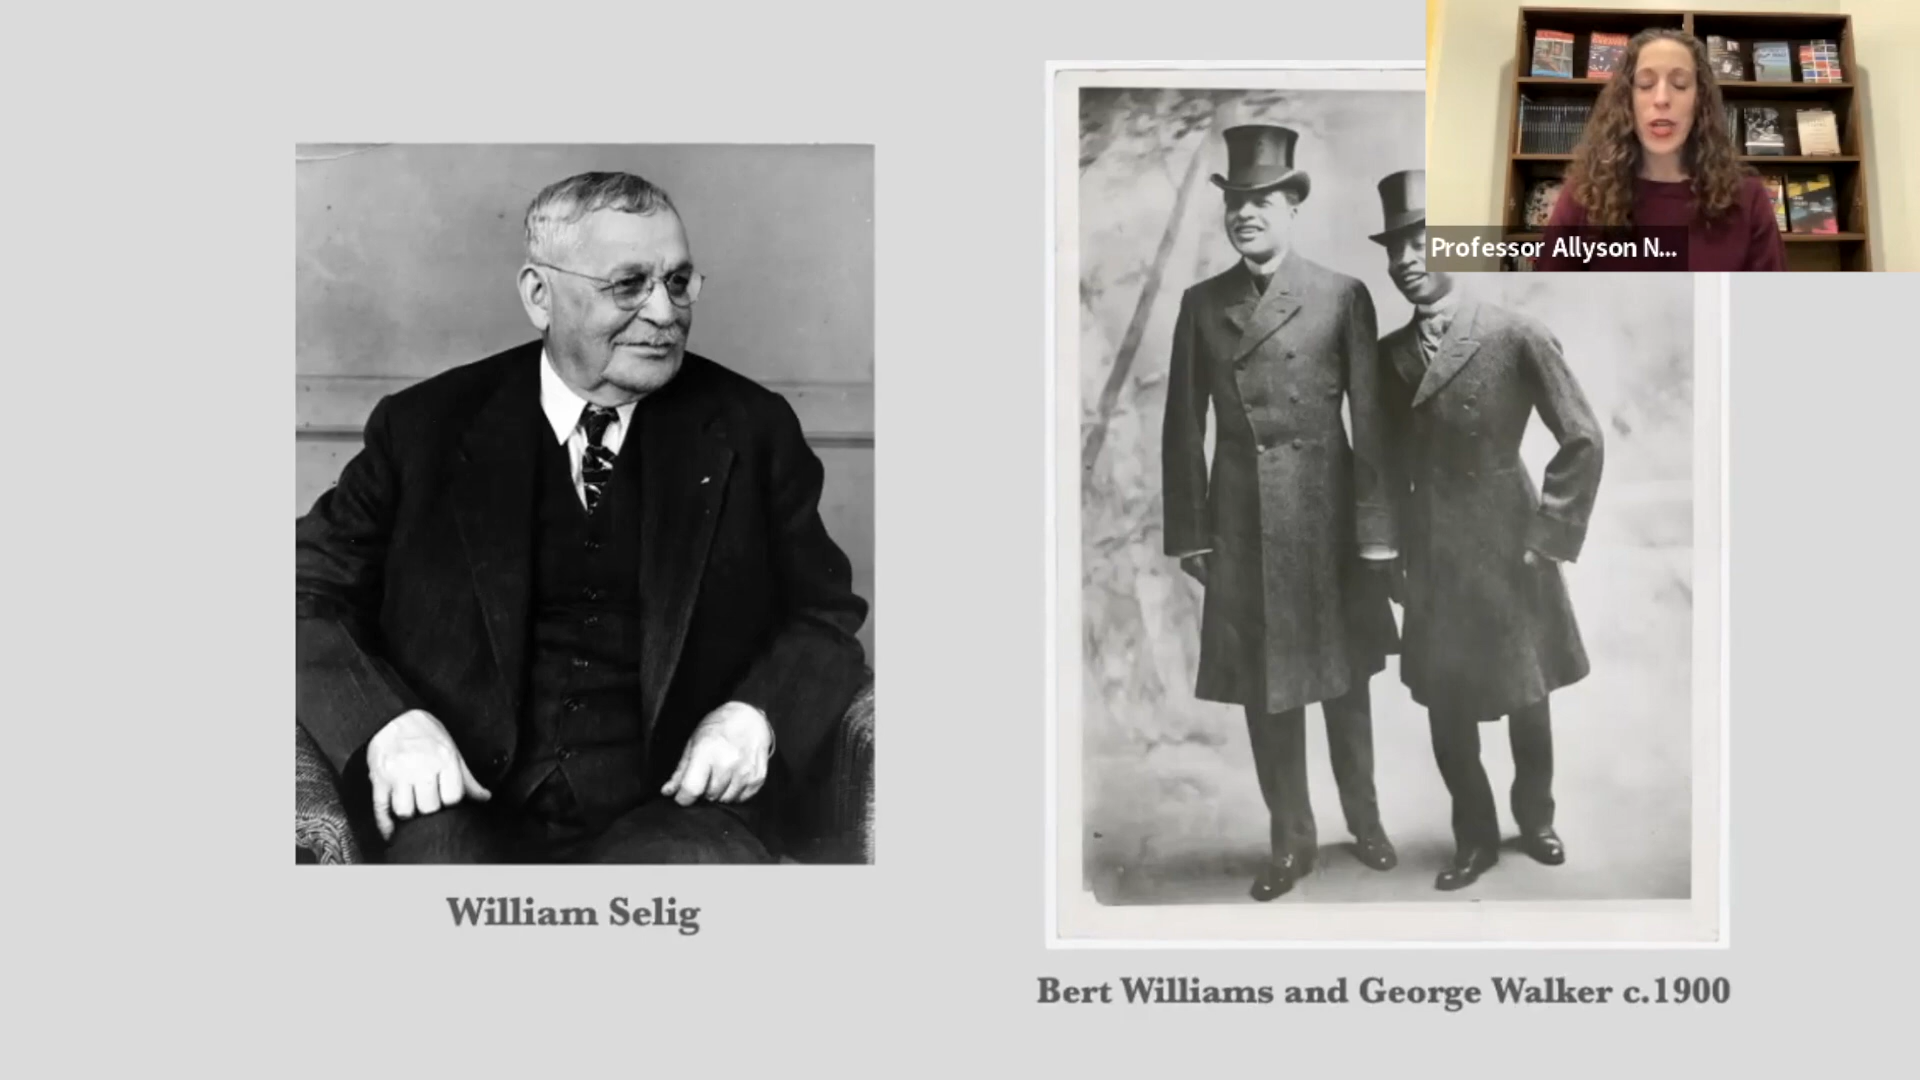 Professor Allyson N...
William Selig
Bert Williams and George Walker c.1900